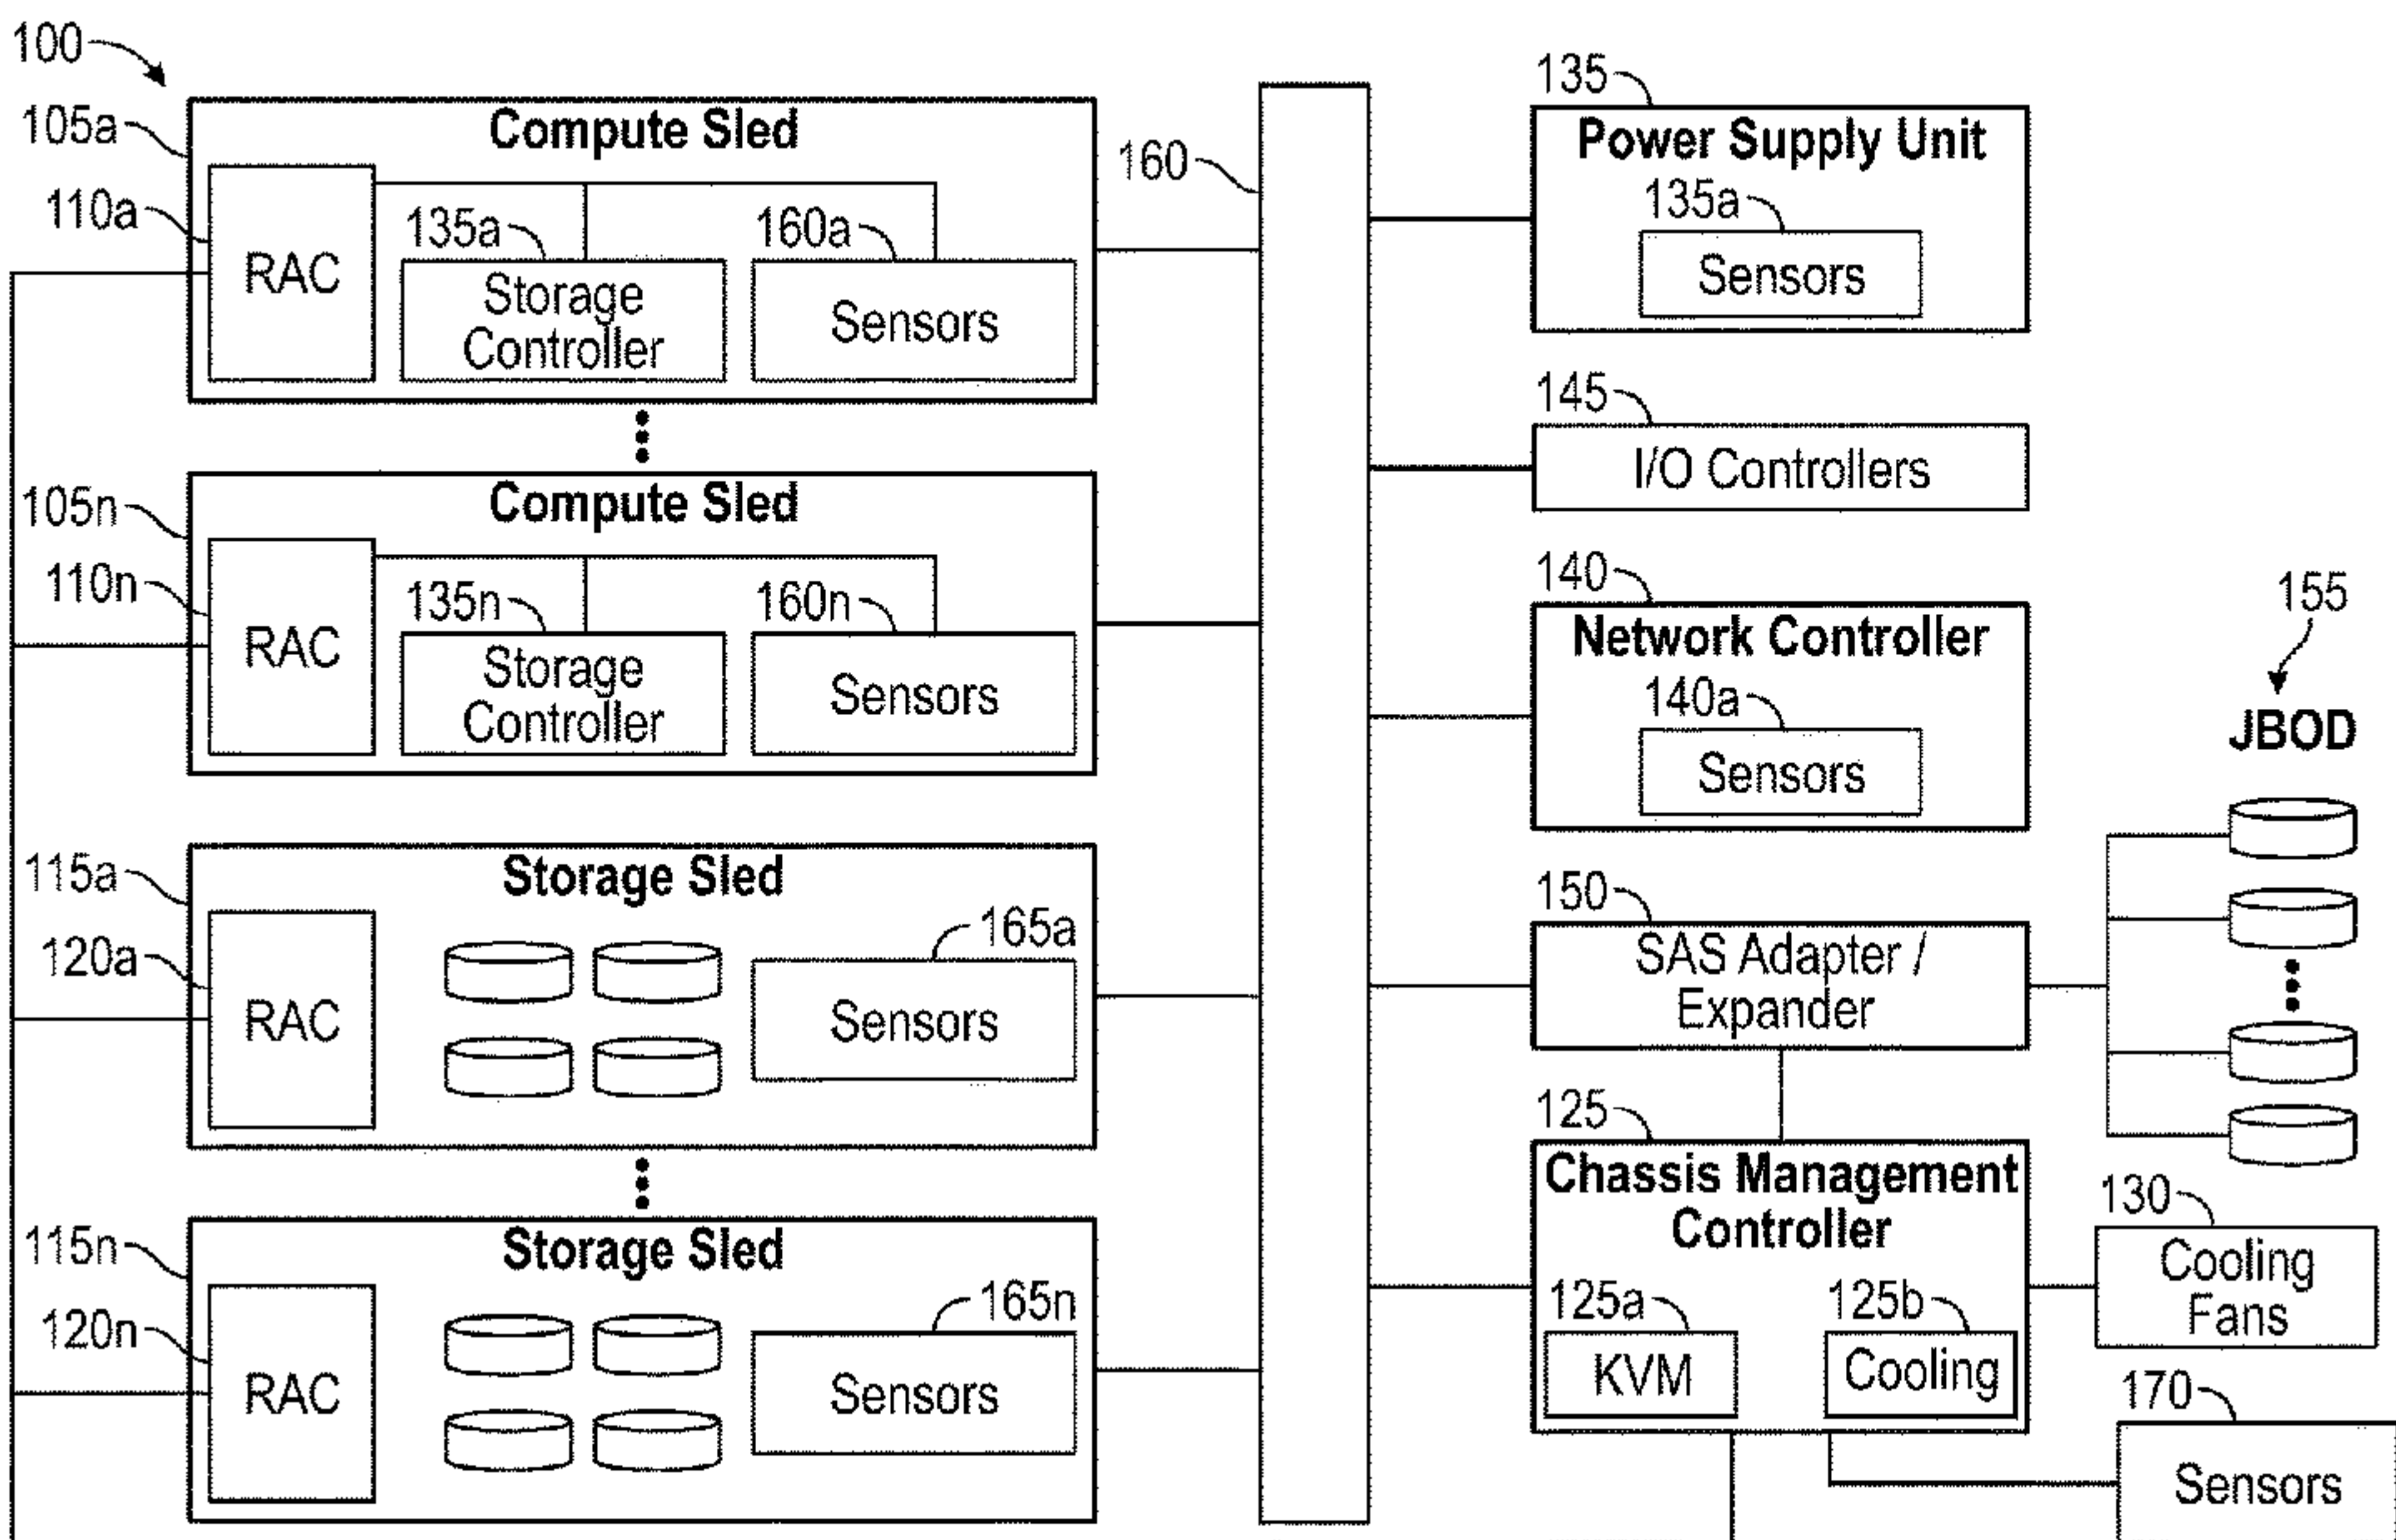 100
105a
Compute Sled
110a
RAC
135a
Storage
Controller
160a
Sensors
105n
Compute Sled
110n
RAC
135n
Storage
Controller
160n
Sensors
115a
Storage Sled
120a
RAC
165a
Sensors
115n
Storage Sled
120n
RAC
165n
Sensors
160
135
Power Supply Unit
135a
Sensors
145
I/O Controllers
140
Network Controller
140a
Sensors
150
SAS Adapter /
Expander
155
JBOD
125
Chassis Management
Controller
125a
KVM
125b
Cooling
130
Cooling
Fans
170
Sensors